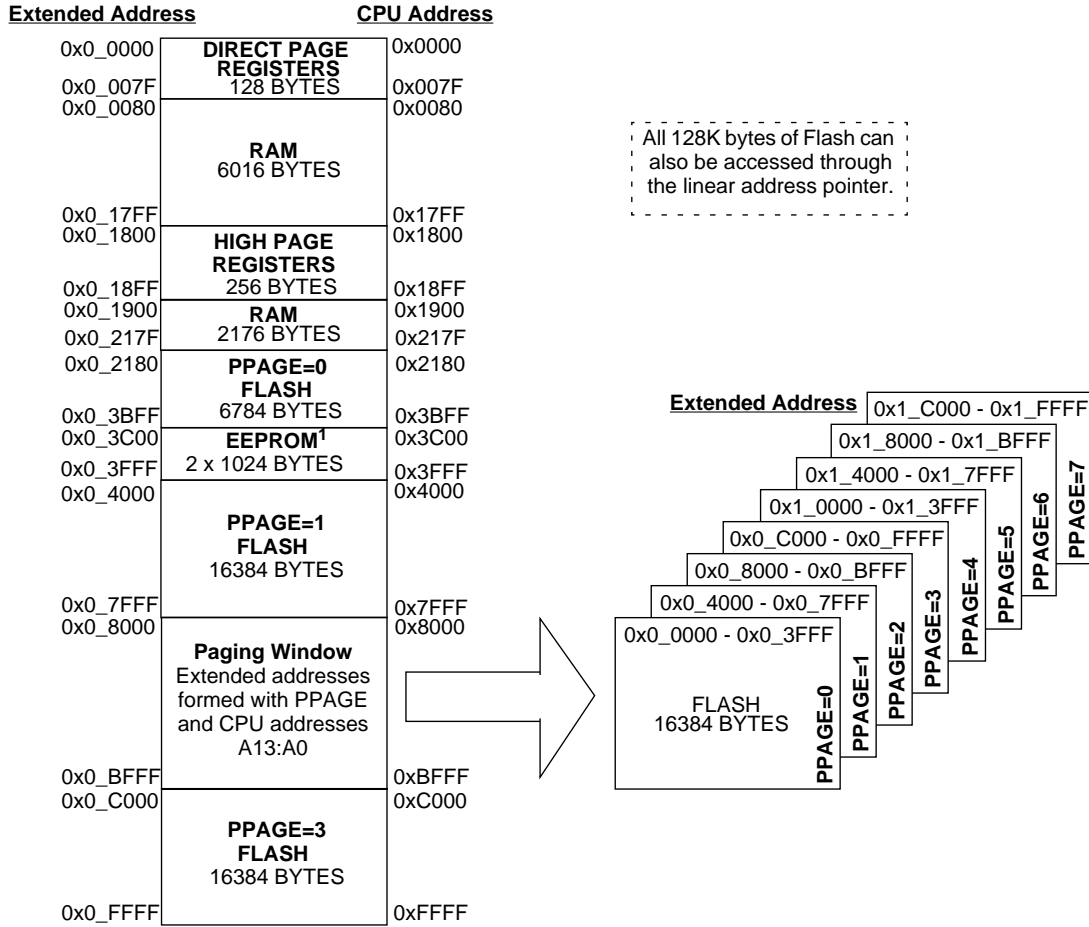 Extended Address
CPU Address
0x0_0000
DIRECT PAGE
REGISTERS
128 BYTES
0x0000
0x0_007F
0x007F
0x0_0080
0x0080
RAM
6016 BYTES
0x0_17FF
0x17FF
0x0_1800
0x1800
HIGH PAGE
REGISTERS
256 BYTES
0x0_18FF
0x18FF
0x0_1900
0x1900
RAM
2176 BYTES
0x0_217F
0x217F
0x0_2180
0x2180
PPAGE=0
FLASH
6784 BYTES
0x0_3BFF
0x3BFF
0x0_3C00
0x3C00
EEPROM¹
2 x 1024 BYTES
0x0_3FFF
0x3FFF
0x0_4000
0x4000
PPAGE=1
FLASH
16384 BYTES
0x0_7FFF
0x7FFF
0x0_8000
0x8000
Paging Window
Extended addresses
formed with PPAGE
and CPU addresses
A13:A0
0x0_BFFF
0xBFFF
0x0_C000
0xC000
PPAGE=3
FLASH
16384 BYTES
0x0_FFFF
0xFFFF
All 128K bytes of Flash can
also be accessed through
the linear address pointer.
Extended Address
0x1_C000 - 0x1_FFFF
0x1_8000 - 0x1_BFFF
0x1_4000 - 0x1_7FFF
0x1_0000 - 0x1_3FFF
0x0_C000 - 0x0_FFFF
0x0_8000 - 0x0_BFFF
0x0_4000 - 0x0_7FFF
0x0_0000 - 0x0_3FFF
FLASH
16384 BYTES
PPAGE=0
PPAGE=1
PPAGE=2
PPAGE=3
PPAGE=4
PPAGE=5
PPAGE=6
PPAGE=7